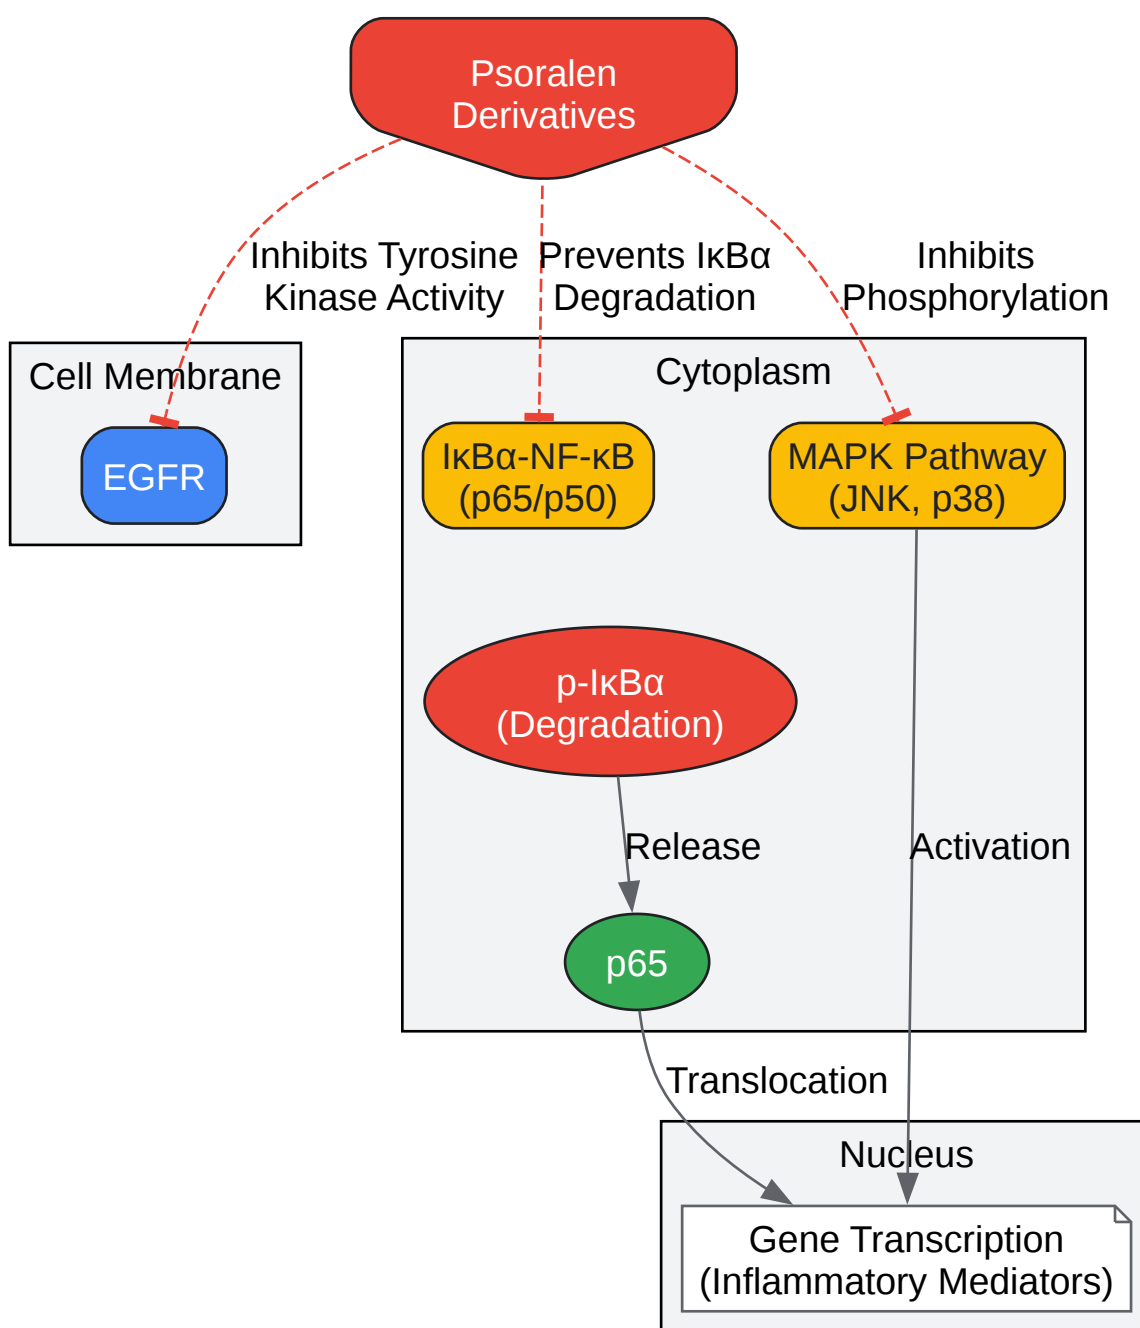 Psoralen
Derivatives
Inhibits Tyrosine
Kinase Activity
Prevents IκBα
Degradation
Inhibits
Phosphorylation
Cell Membrane
EGFR
Cytoplasm
IκBα-NF-κB
(p65/p50)
MAPK Pathway
(JNK, p38)
p-IκBα
(Degradation)
Release
Activation
p65
Translocation
Nucleus
Gene Transcription
(Inflammatory Mediators)